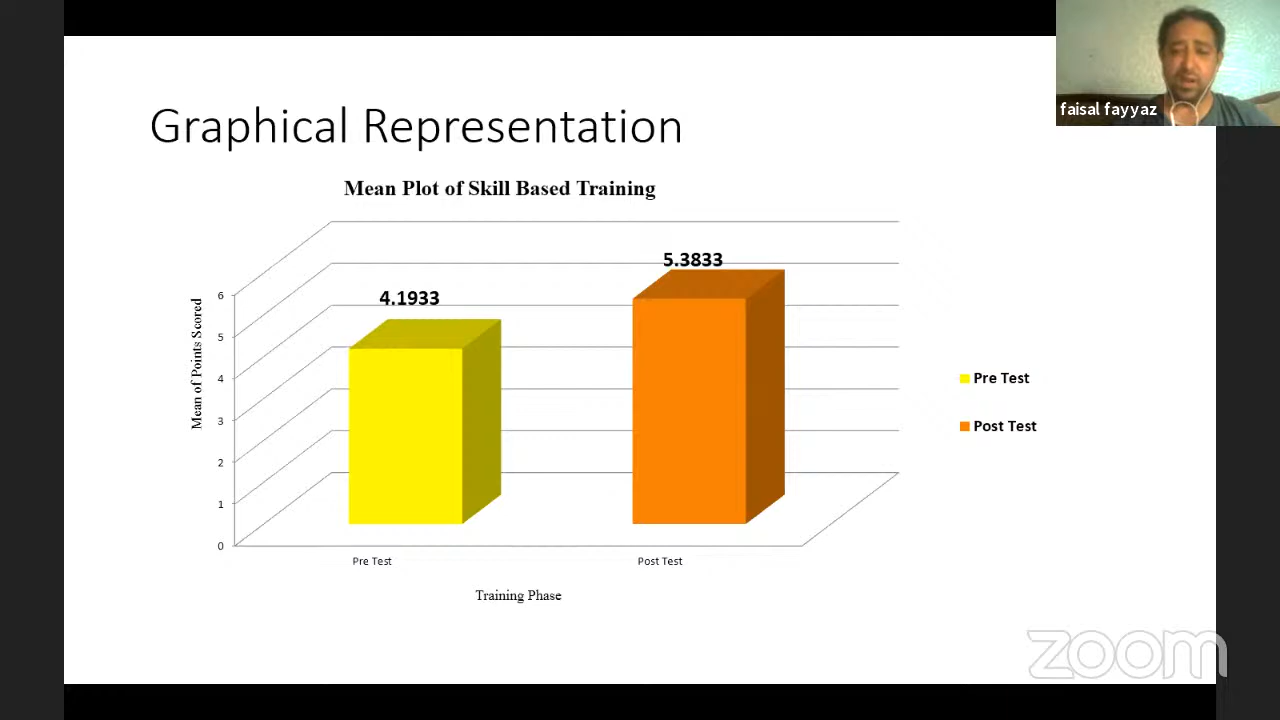 faisal fayyaz
Graphical Representation
Mean Plot of Skill Based Training
Mean of Points Scored
6
5
4
3
2
1
0
4.1933
5.3833
Pre Test
Post Test
Training Phase
Pre Test
Post Test
zoom